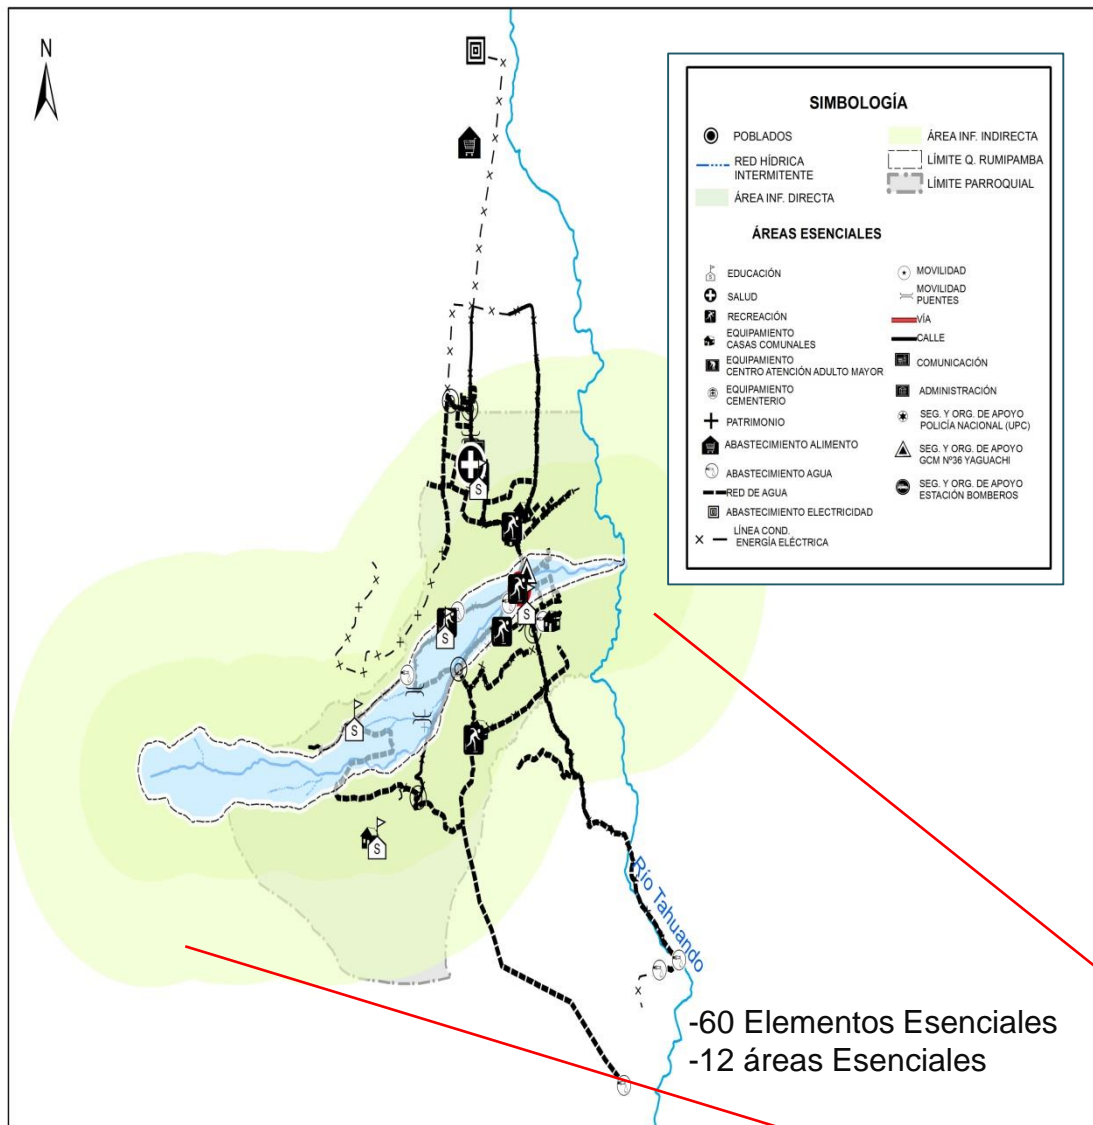 N
SIMBOLOGÍA
POBLADOS
RED HÍDRICA
INTERMITENTE
ÁREA INF. DIRECTA
ÁREA INF. INDIRECTA
LÍMITE Q. RUMIPAMBA
LÍMITE PARROQUIAL
ÁREAS ESENCIALES
EDUCACIÓN
SALUD
RECREACIÓN
EQUIPAMIENTO
CASAS COMUNALES
EQUIPAMIENTO
CENTRO ATENCIÓN ADULTO MAYOR
EQUIPAMIENTO
CEMENTERIO
PATRIMONIO
ABASTECIMIENTO ALIMENTO
ABASTECIMIENTO AGUA
RED DE AGUA
ABASTECIMIENTO ELECTRICIDAD
LÍNEA COND.
ENERGÍA ELÉCTRICA
MOVILIDAD
MOVILIDAD
PUENTES
VÍA
CALLE
COMUNICACIÓN
ADMINISTRACIÓN
SEG. Y ORG. DE APOYO
POLICÍA NACIONAL (UPC)
SEG. Y ORG. DE APOYO
GCM Nº36 YAGUACHI
SEG. Y ORG. DE APOYO
ESTACIÓN BOMBEROS
S
S
S
S
S
Río Tahuando
-60 Elementos Esenciales
-12 áreas Esenciales